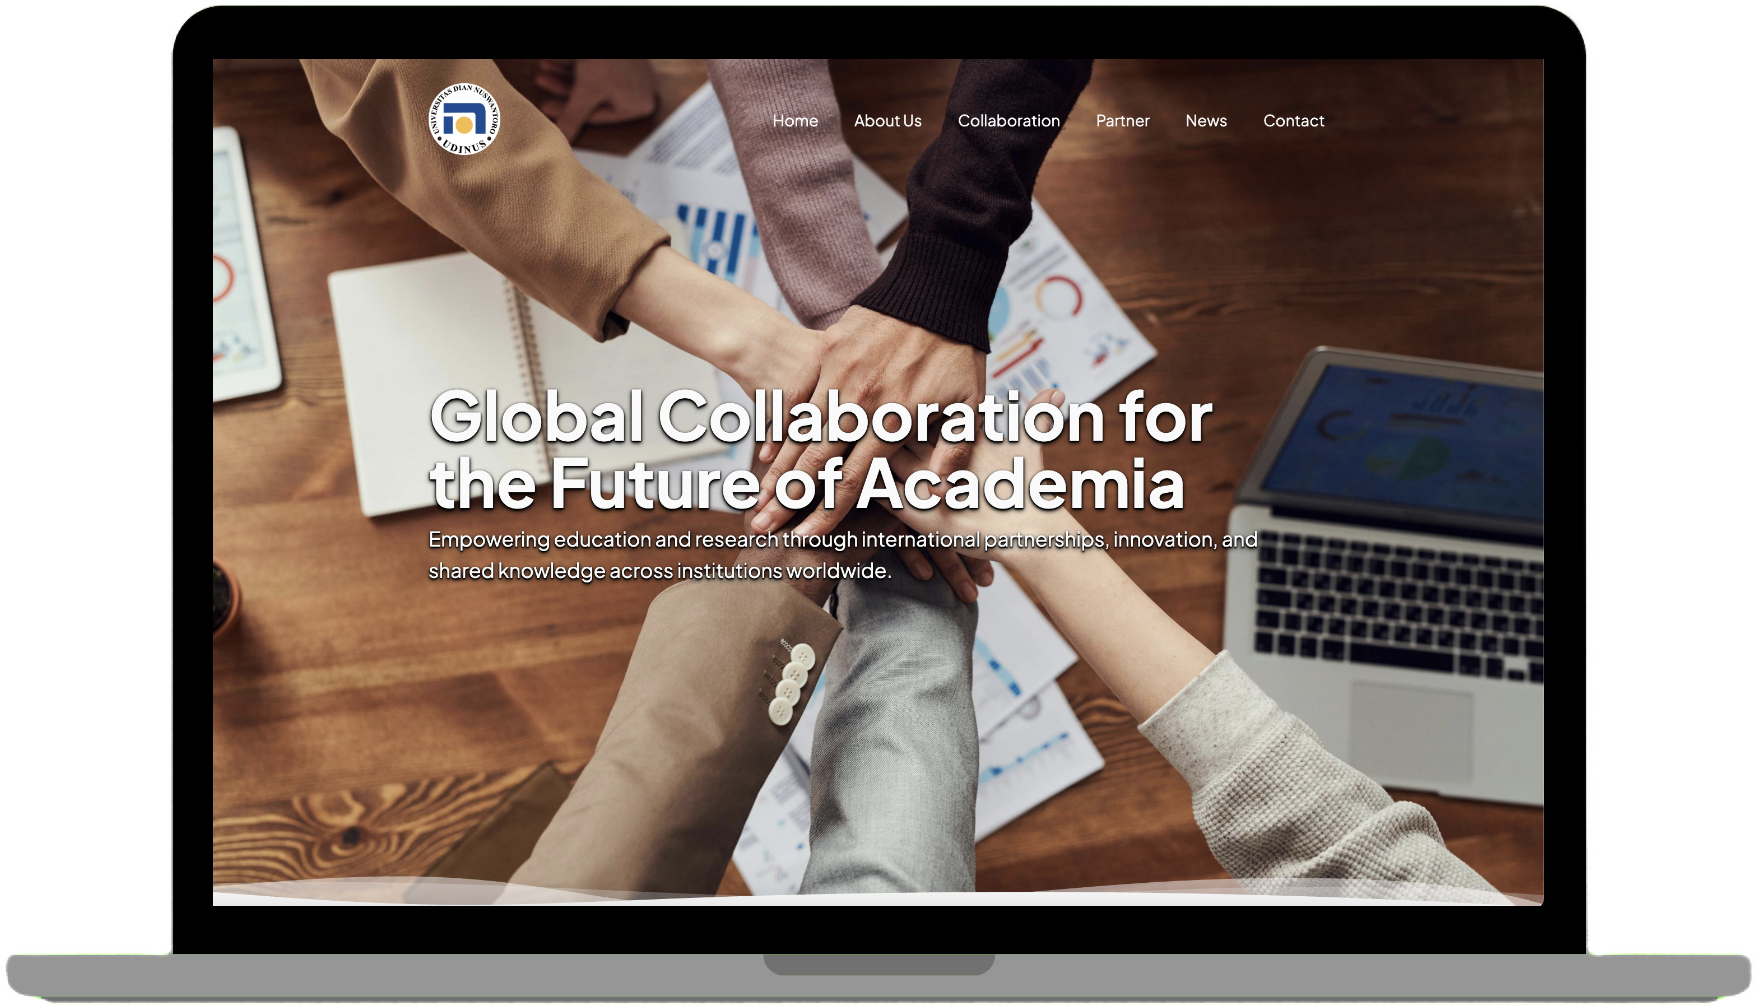 UNIVERSITAS DIAN NUSWANTORO
UDINUS
Home About Us Collaboration Partner News Contact
Global Collaboration for
the Future of Academia
Empowering education and research through international partnerships, innovation, and
shared knowledge across institutions worldwide.